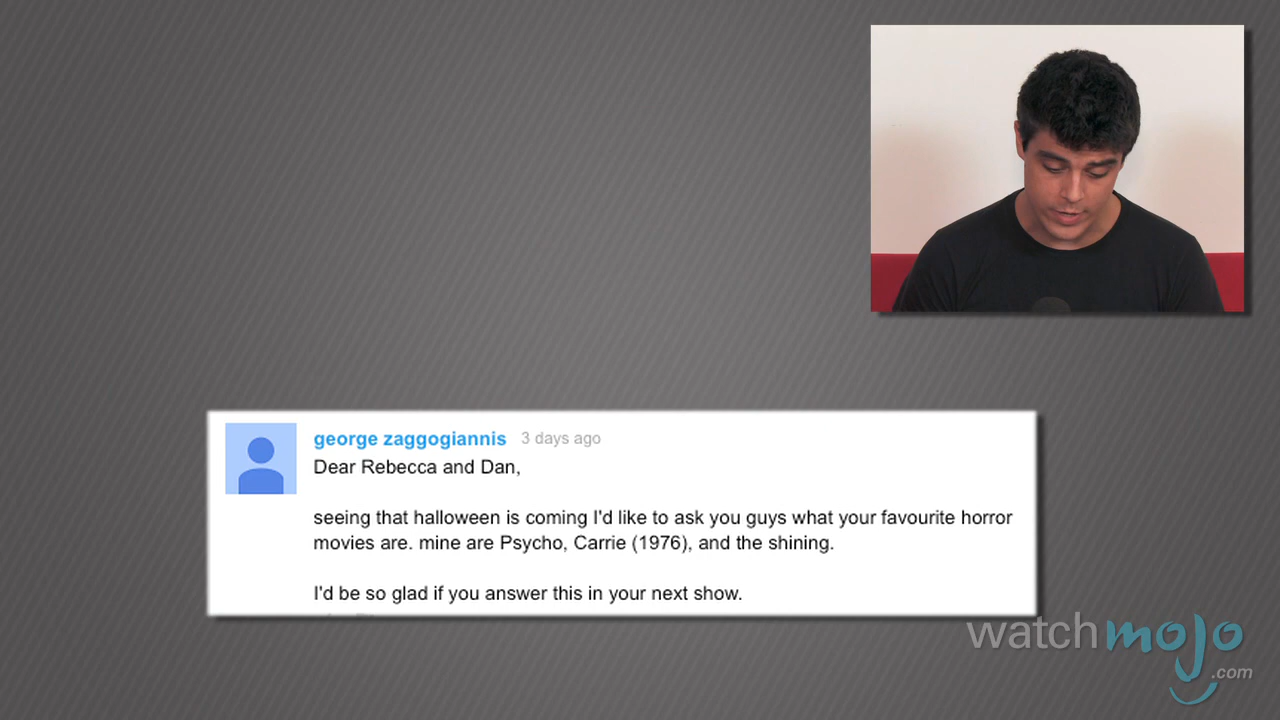 george zaggogiannis 3 days ago
Dear Rebecca and Dan,
seeing that halloween is coming I'd like to ask you guys what your favourite horror
movies are. mine are Psycho, Carrie (1976), and the shining.
I'd be so glad if you answer this in your next show.
watchmojo
.com